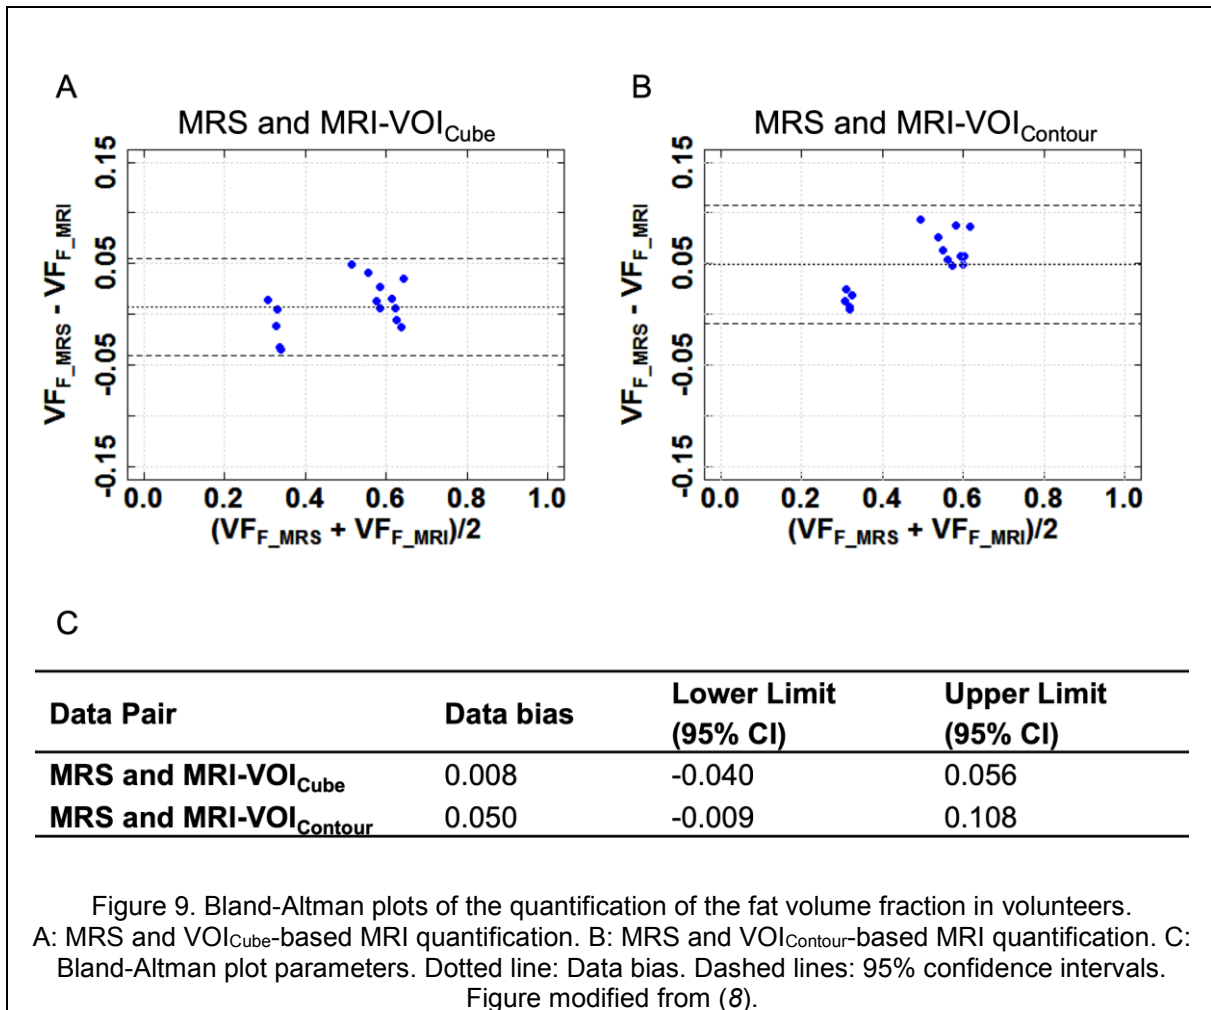 A
MRS and MRI-VOICube
0.15
0.05
-0.05
-0.15
VFF_MRS - VFF_MRI
0.0 0.2 0.4 0.6 0.8 1.0
(VFF_MRS + VFF_MRI)/2
B
MRS and MRI-VOIContour
0.15
0.05
-0.05
-0.15
VFF_MRS - VFF_MRI
0.0 0.2 0.4 0.6 0.8 1.0
(VFF_MRS + VFF_MRI)/2
C
Data Pair Data bias Lower Limit (95% CI) Upper Limit (95% CI)
MRS and MRI-VOICube 0.008 -0.040 0.056
MRS and MRI-VOIContour 0.050 -0.009 0.108
Figure 9. Bland-Altman plots of the quantification of the fat volume fraction in volunteers.
A: MRS and VOICube-based MRI quantification. B: MRS and VOIContour-based MRI quantification. C:
Bland-Altman plot parameters. Dotted line: Data bias. Dashed lines: 95% confidence intervals.
Figure modified from (8).